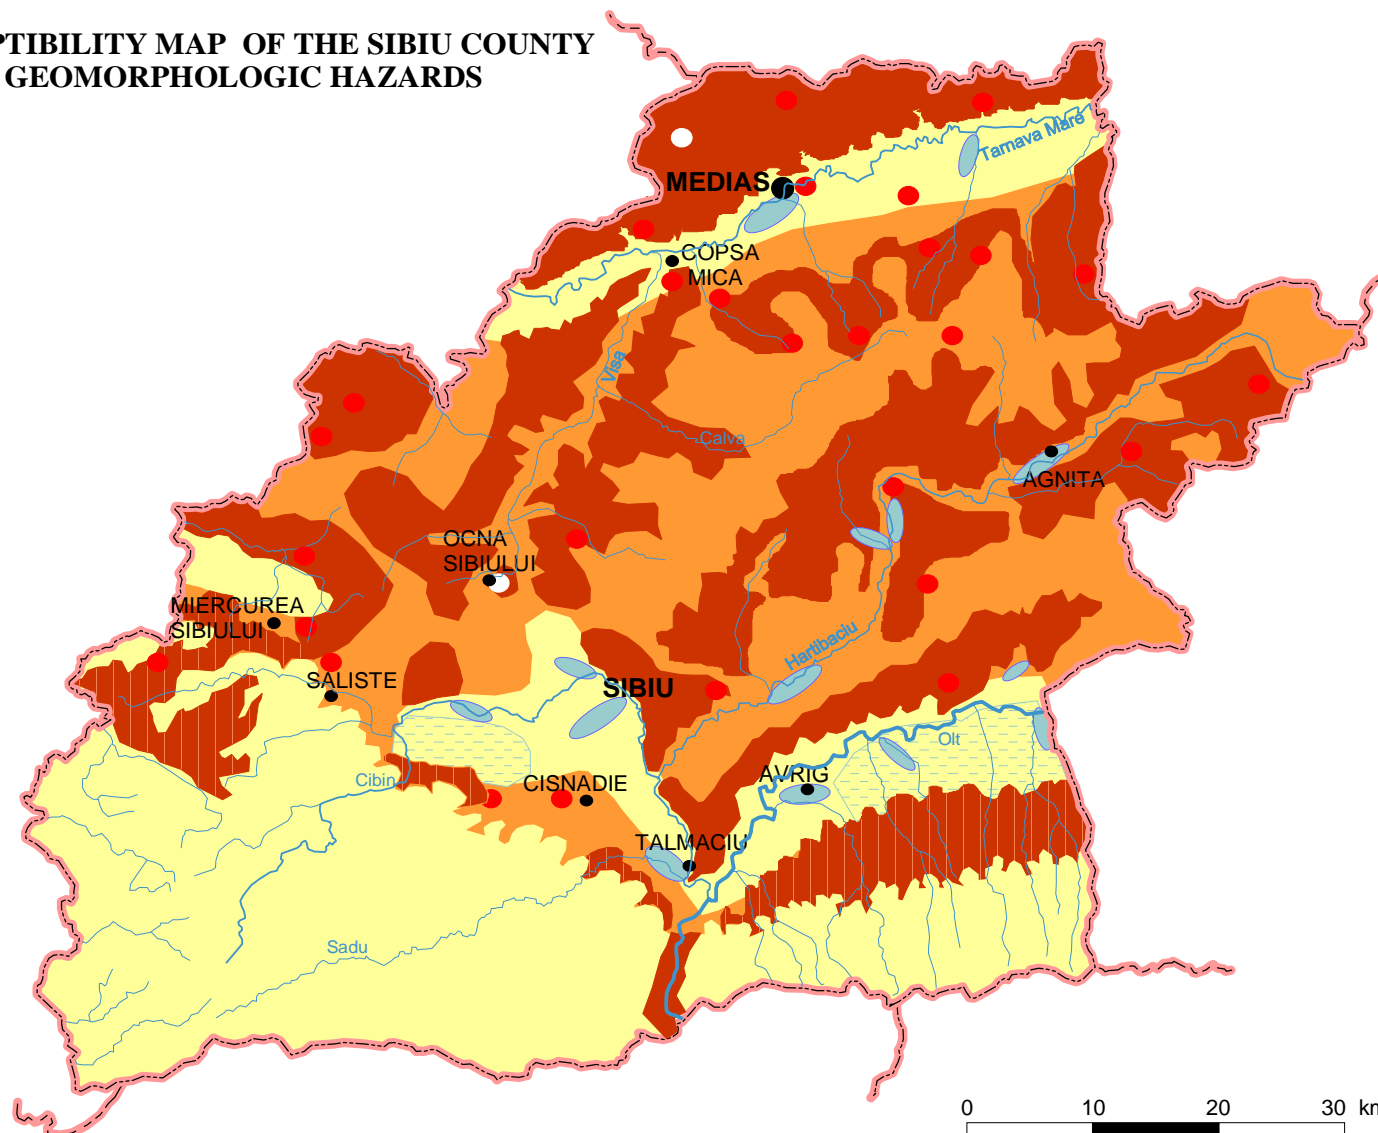 PTIBILITY MAP OF THE SIBIU COUNTY
GEOMORPHOLOGIC HAZARDS
Tarnava Mare
MEDIAS
COPSA
MICA
Visa
Calva
AGNITA
OCNA
SIBIULUI
MIERCUREA
SIBIULUI
Hartibaciu
SALISTE
SIBIU
Olt
Cibin
CISNADIE
AVRIG
TALMACIU
Sadu
0 10 20 30 km